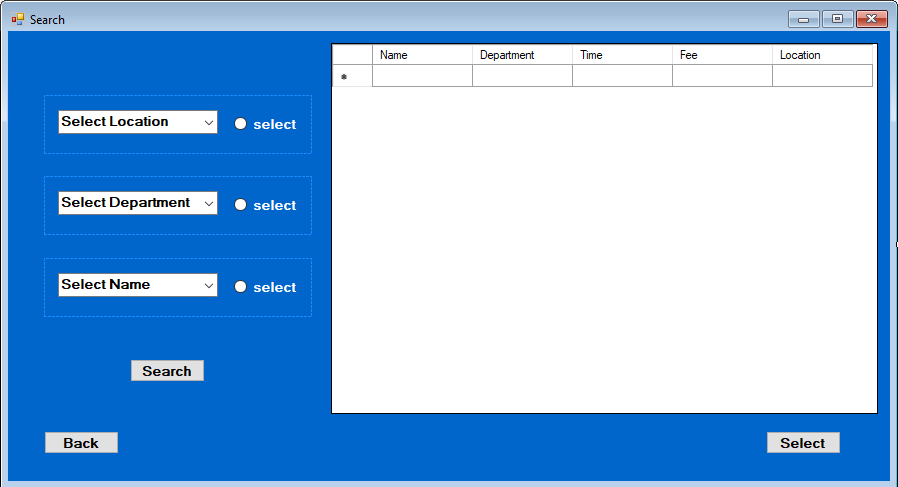 Search
Name Department Time Fee Location
*
Select Location select
Select Department select
Select Name select
Search
Back
Select